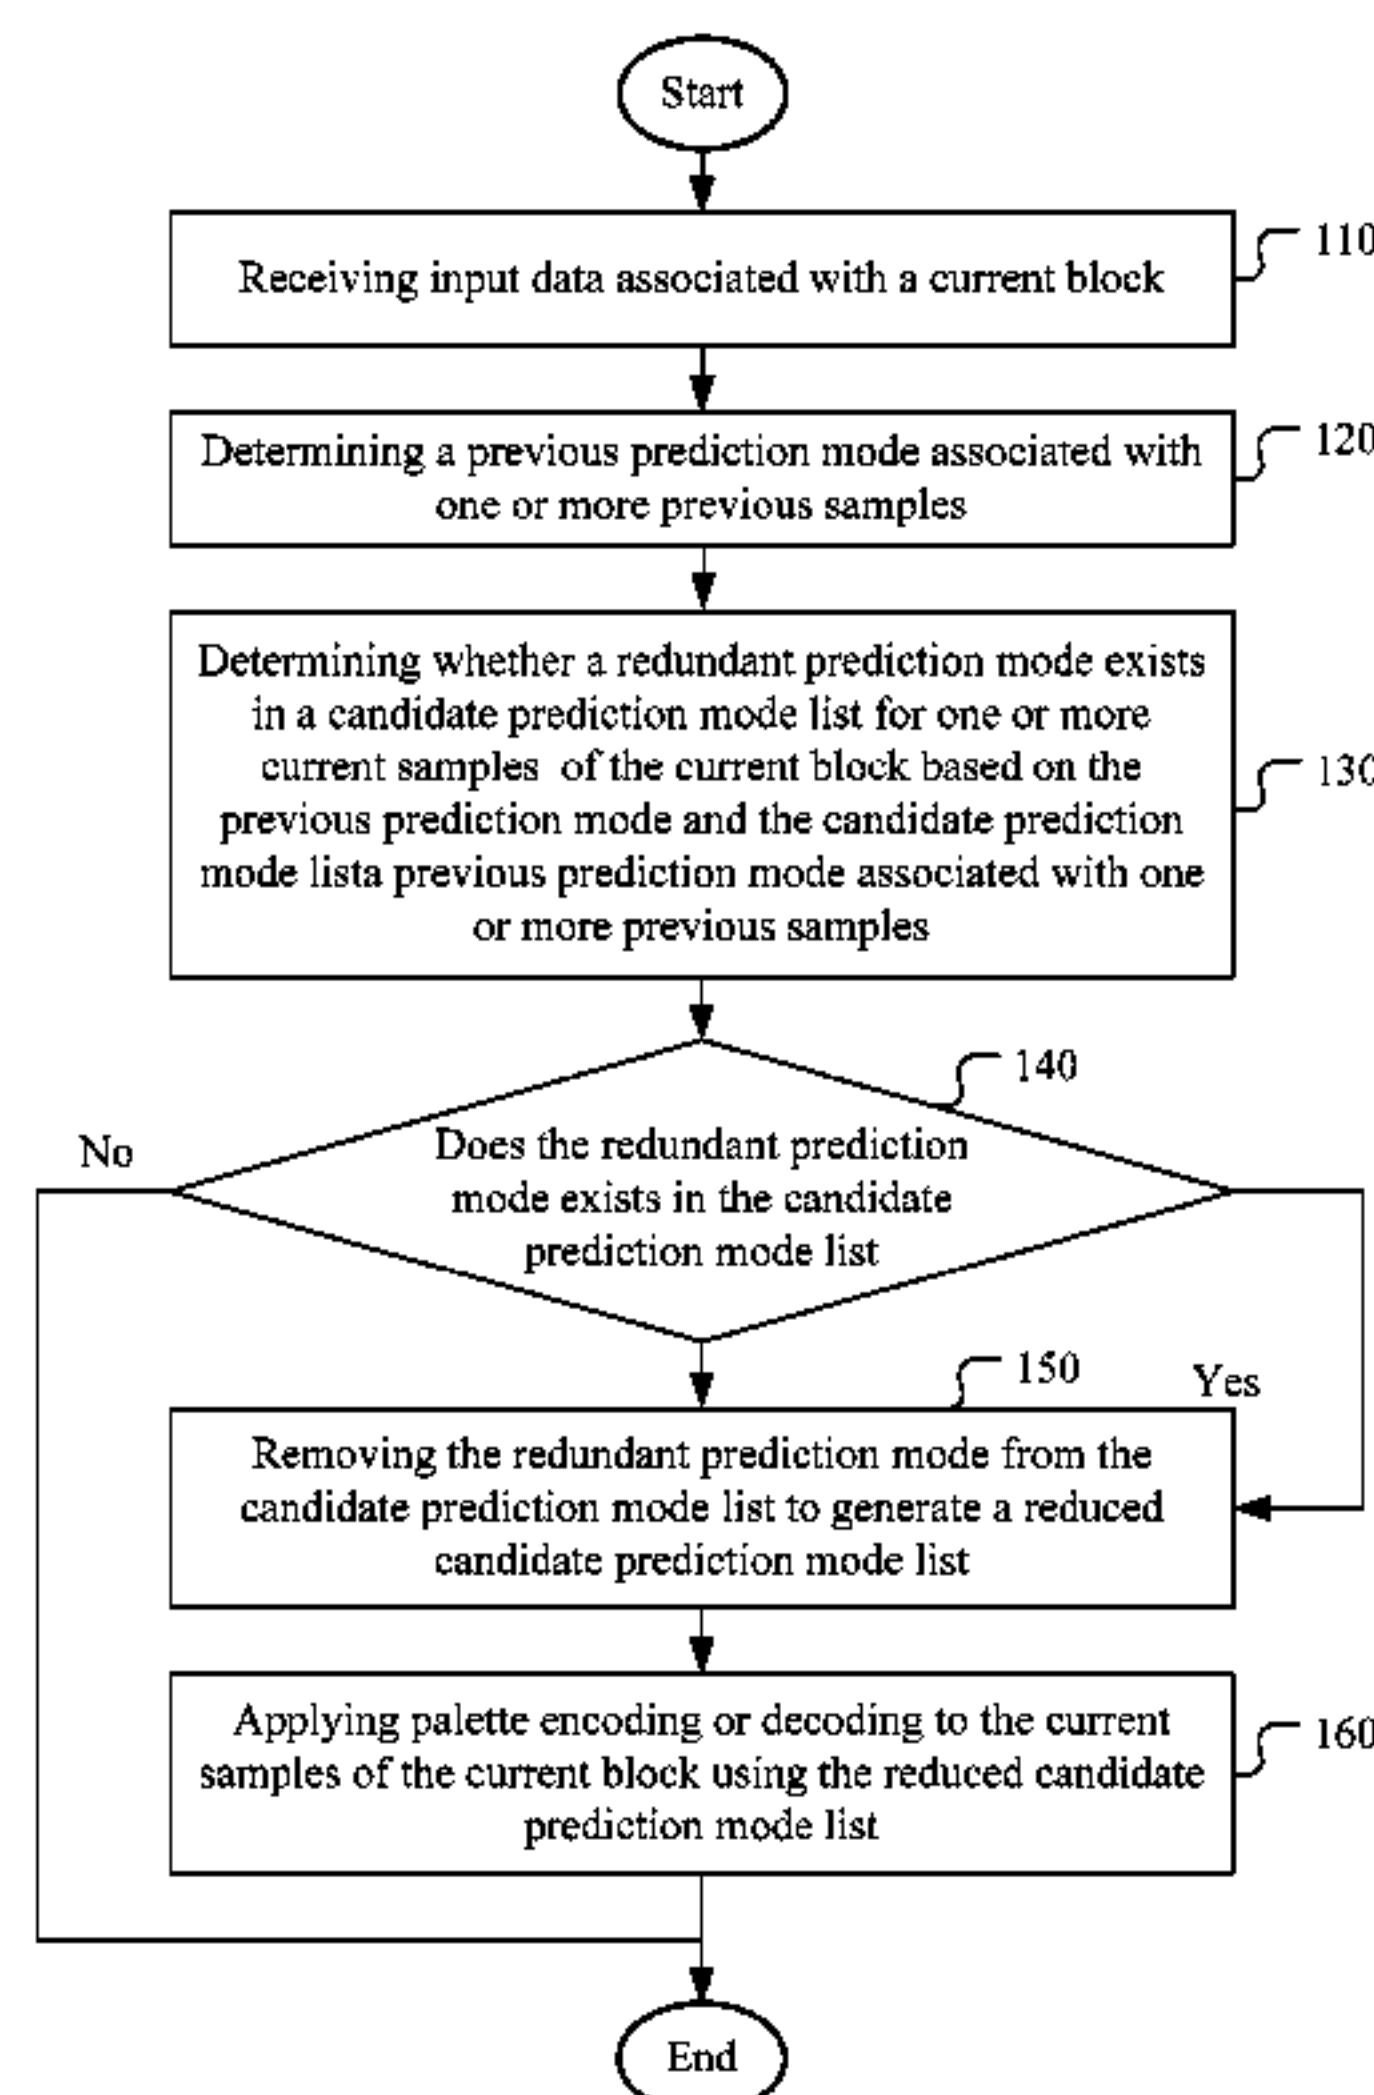 Start
Receiving input data associated with a current block
110
Determining a previous prediction mode associated with
one or more previous samples
120
Determining whether a redundant prediction mode exists
in a candidate prediction mode list for one or more
current samples of the current block based on the
previous prediction mode and the candidate prediction
mode lista previous prediction mode associated with one
or more previous samples
130
140
No
Does the redundant prediction
mode exists in the candidate
prediction mode list
150
Yes
Removing the redundant prediction mode from the
candidate prediction mode list to generate a reduced
candidate prediction mode list
Applying palette encoding or decoding to the current
samples of the current block using the reduced candidate
prediction mode list
160
End